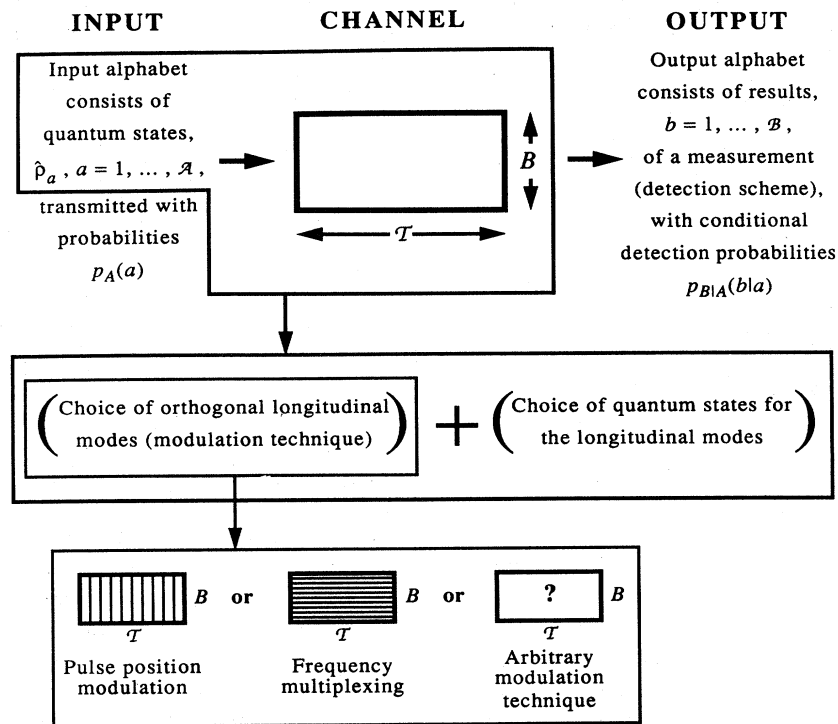 INPUT
CHANNEL
OUTPUT
Input alphabet
consists of
quantum states,
ρ̂ₐ , a = 1, … , 𝒜 ,
transmitted with
probabilities
p_A(a)
B
𝒯
Output alphabet
consists of results,
b = 1, … , ℬ ,
of a measurement
(detection scheme),
with conditional
detection probabilities
p_{B|A}(b|a)
(Choice of orthogonal longitudinal
modes (modulation technique))
+
(Choice of quantum states for
the longitudinal modes)
B or
𝒯
Pulse position
modulation
B or
𝒯
Frequency
multiplexing
? B
𝒯
Arbitrary
modulation
technique